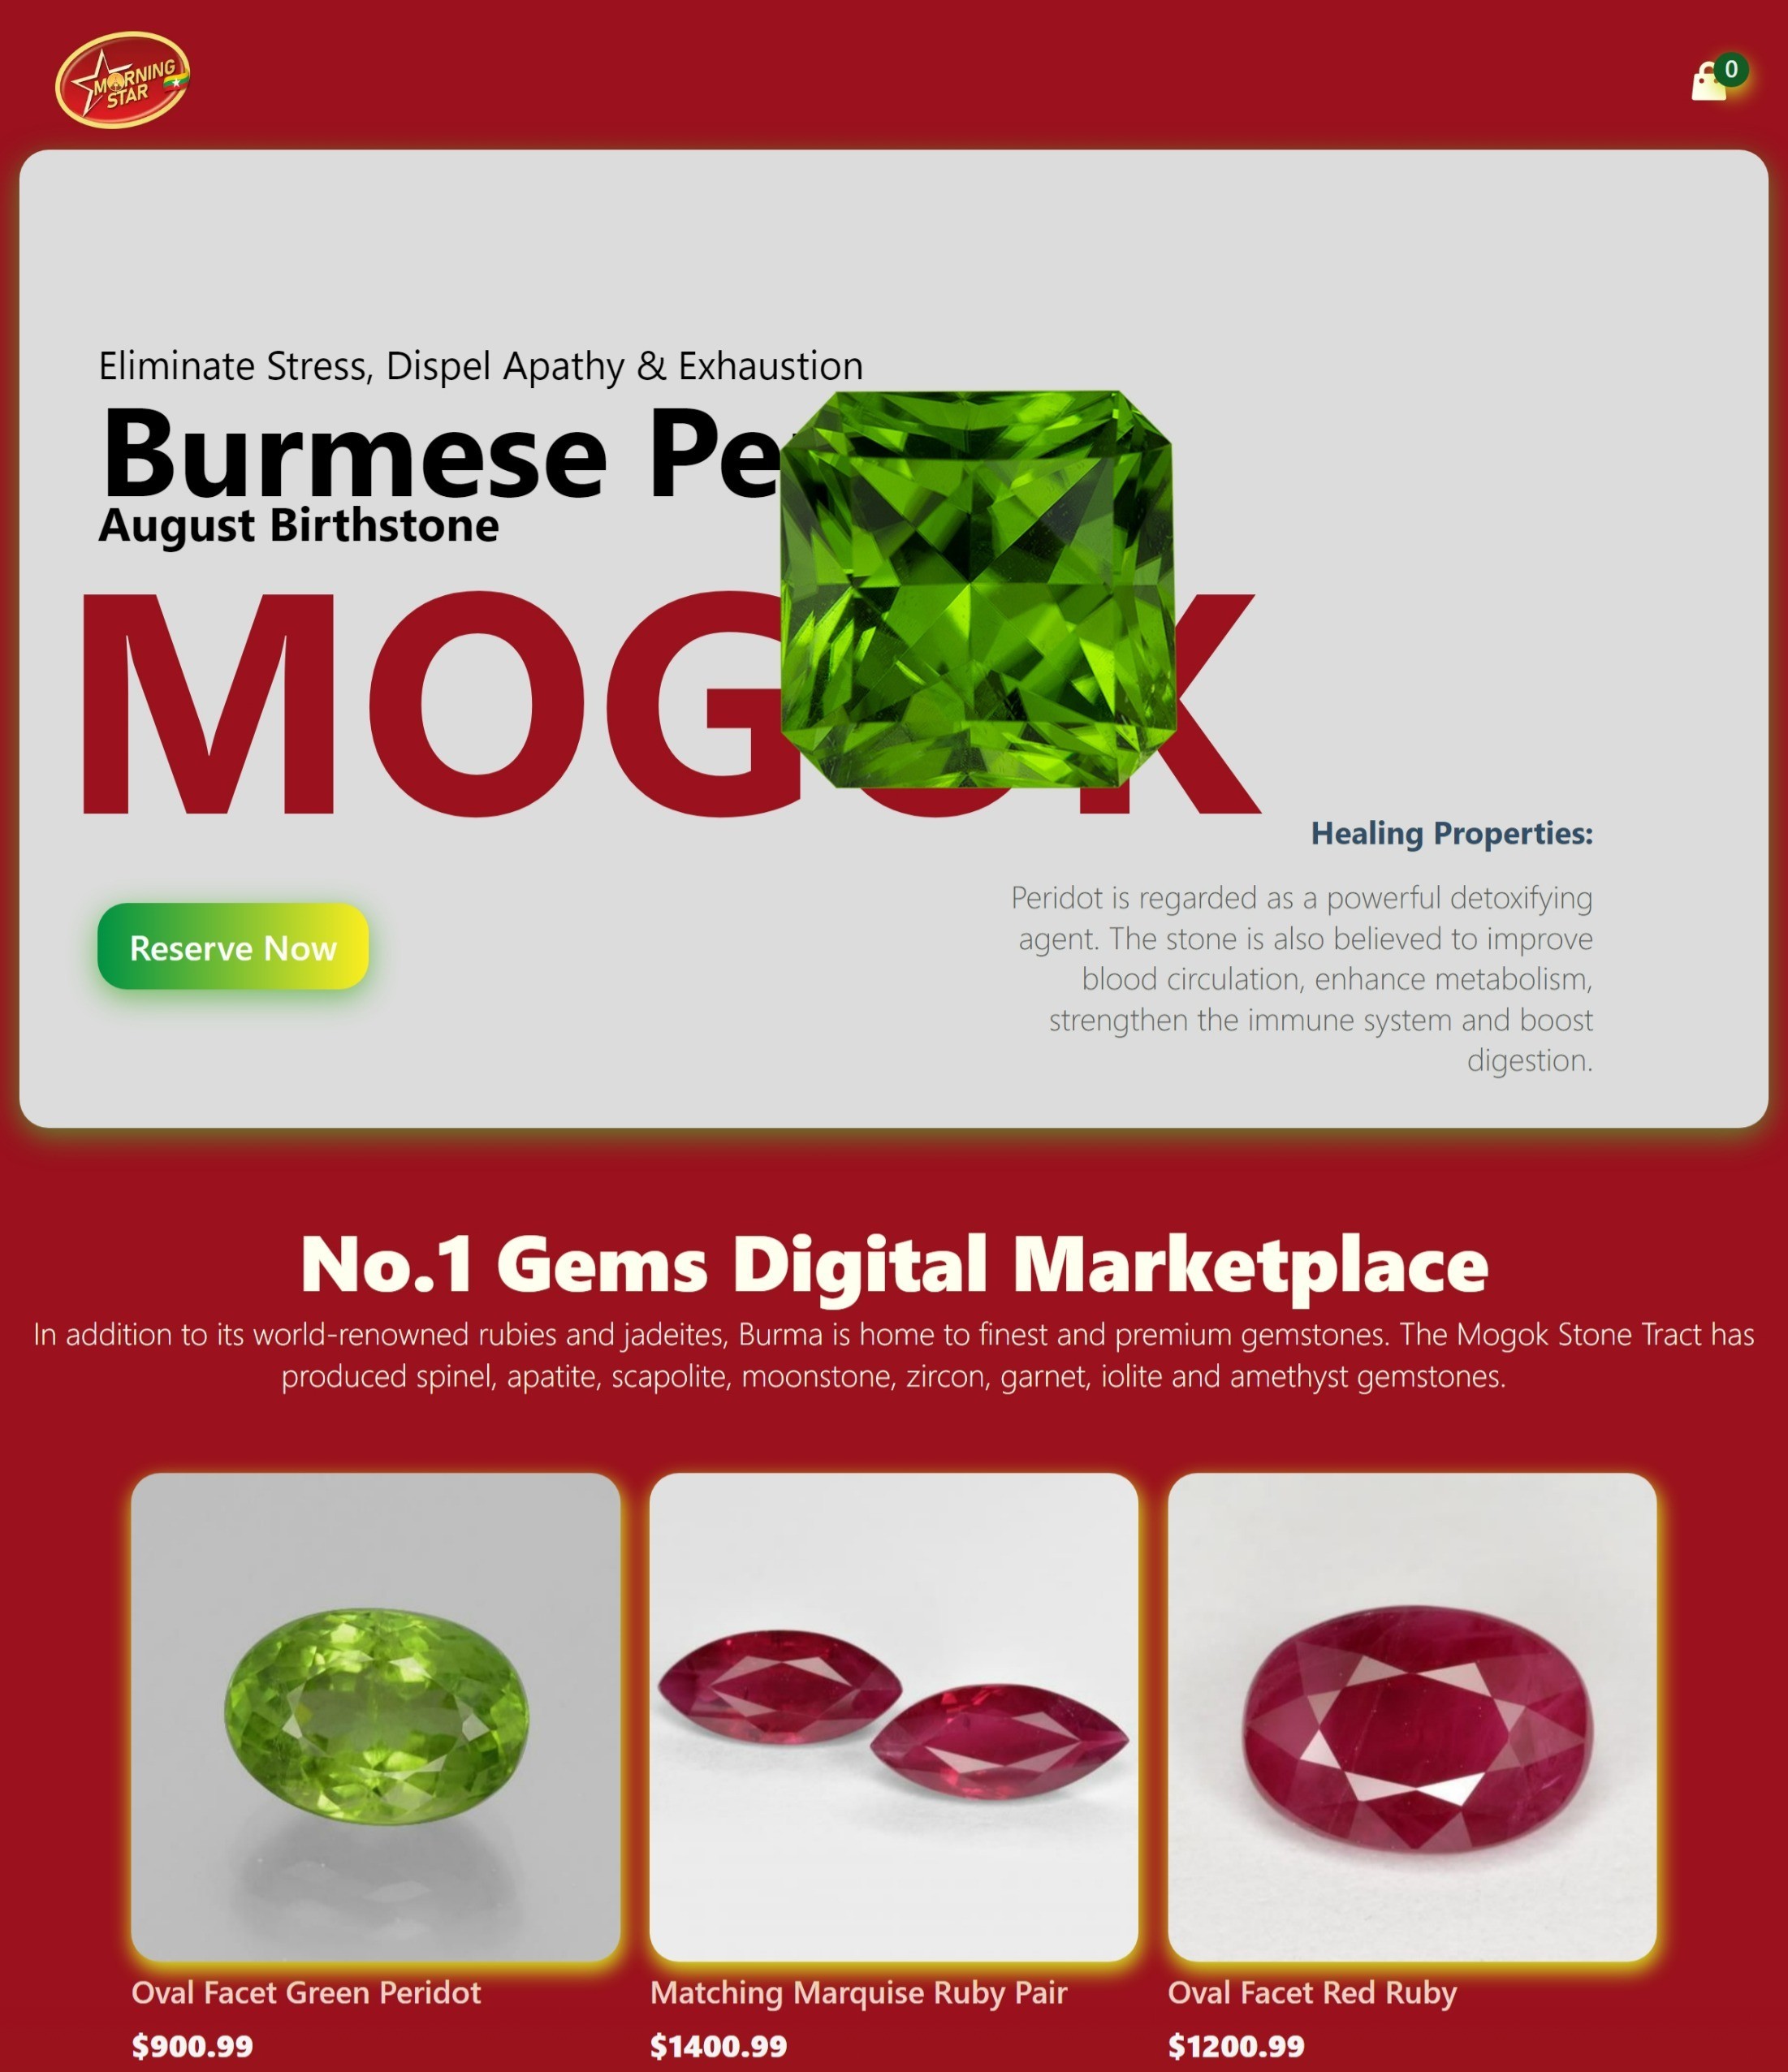 MORNING
STAR
0
Eliminate Stress, Dispel Apathy & Exhaustion
Burmese
August Birthstone
MOGOK
Healing Properties:
Peridot is regarded as a powerful detoxifying
agent. The stone is also believed to improve
blood circulation, enhance metabolism,
strengthen the immune system and boost
digestion.
Reserve Now
No.1 Gems Digital Marketplace
In addition to its world-renowned rubies and jadeites, Burma is home to finest and premium gemstones. The Mogok Stone Tract has
produced spinel, apatite, scapolite, moonstone, zircon, garnet, iolite and amethyst gemstones.
Oval Facet Green Peridot
$900.99
Matching Marquise Ruby Pair
$1400.99
Oval Facet Red Ruby
$1200.99